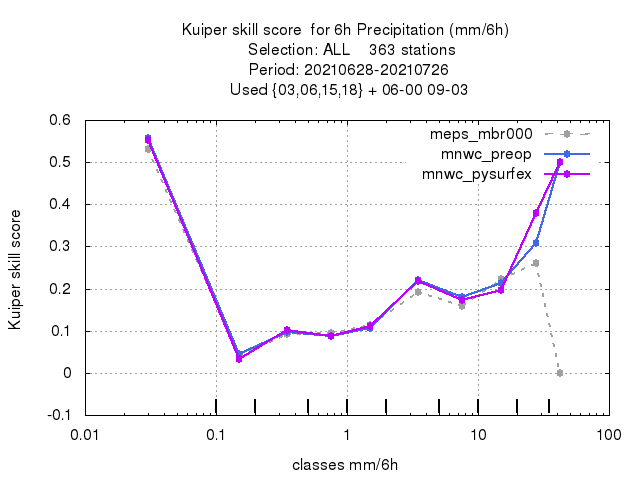 Kuiper skill score  for 6h Precipitation (mm/6h)
Selection: ALL    363 stations
Period: 20210628-20210726
Used {03,06,15,18} + 06-00 09-03
meps_mbr000
mnwc_preop
mnwc_pysurfex
0.6
0.5
0.4
0.3
0.2
0.1
0
-0.1
Kuiper skill score
0.01 0.1 1 10 100
classes mm/6h